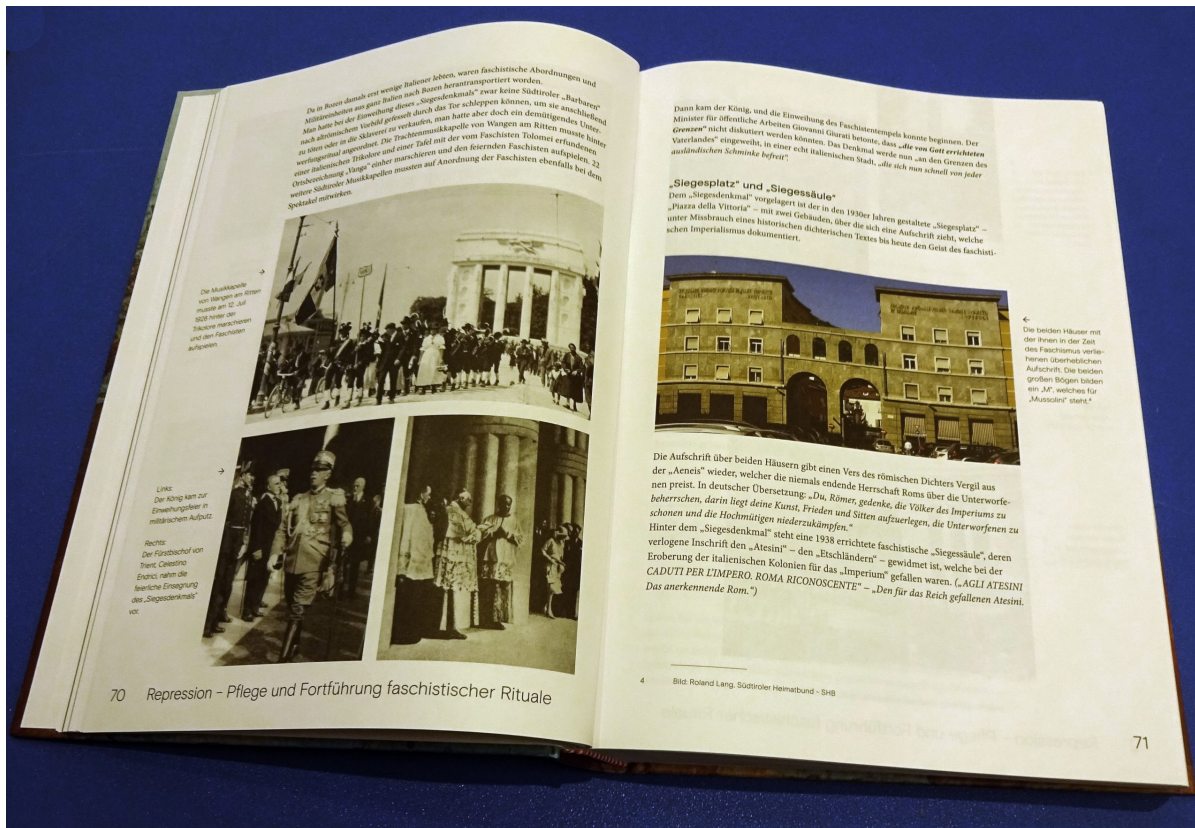 Da in Bozen damals erst wenige Italiener lebten, waren faschistische Abordnungen und
Militäreinheiten aus ganz Italien nach Bozen herantransportiert worden.
Man hatte bei der Einweihung dieses „Siegesdenkmals" zwar keine Südtiroler „Barbaren"
nach altrömischem Vorbild gefesselt durch das Tor schleppen können, um sie anschließend
zu töten oder in die Sklaverei zu verkaufen, man hatte aber doch ein demütigendes Unter-
werfungsritual angeordnet. Die Trachtenmusikkapelle von Wangen am Ritten musste hinter
einer italienischen Trikolore und einer Tafel mit der vom Faschisten Tolomei erfundenen
Ortsbezeichnung „Vanga" einher marschieren und den feiernden Faschisten aufspielen. 22
weitere Südtiroler Musikkapellen mussten auf Anordnung der Faschisten ebenfalls bei dem
Spektakel mitwirken.
→
Die Musikkapelle
von Wangen am Ritten
musste am 12. Juli
1928 hinter der
Trikolore marschieren
und den Faschisten
aufspielen.
→
Links:
Der König kam zur
Einweihungsfeier in
militärischem Aufputz.
Rechts:
Der Fürstbischof von
Trient, Celestino
Endrici, nahm die
feierliche Einsegnung
des „Siegesdenkmals"
vor.
70 Repression – Pflege und Fortführung faschistischer Rituale
Dann kam der König, und die Einweihung des Faschistentempels konnte beginnen. Der
Minister für öffentliche Arbeiten Giovanni Giurati betonte, dass „die von Gott errichteten
Grenzen" nicht diskutiert werden könnten. Das Denkmal werde nun „an den Grenzen des
Vaterlandes" eingeweiht, in einer echt italienischen Stadt, „die sich nun schnell von jeder
ausländischen Schminke befreit".
„Siegesplatz" und „Siegessäule"
Dem „Siegesdenkmal" vorgelagert ist der in den 1930er Jahren gestaltete „Siegesplatz" –
„Piazza della Vittoria" – mit zwei Gebäuden, über die sich eine Aufschrift zieht, welche
unter Missbrauch eines historischen dichterischen Textes bis heute den Geist des faschisti-
schen Imperialismus dokumentiert.
←
Die beiden Häuser mit
der ihnen in der Zeit
des Faschismus verlie-
henen überheblichen
Aufschrift. Die beiden
großen Bögen bilden
ein „M", welches für
„Mussolini" steht.⁴
Die Aufschrift über beiden Häusern gibt einen Vers des römischen Dichters Vergil aus
der „Aeneis" wieder, welcher die niemals endende Herrschaft Roms über die Unterworfe-
nen preist. In deutscher Übersetzung: „Du, Römer, gedenke, die Völker des Imperiums zu
beherrschen, darin liegt deine Kunst, Frieden und Sitten aufzuerlegen, die Unterworfenen zu
schonen und die Hochmütigen niederzukämpfen."
Hinter dem „Siegesdenkmal" steht eine 1938 errichtete faschistische „Siegessäule", deren
verlogene Inschrift den „Atesini" – den „Etschländern" – gewidmet ist, welche bei der
Eroberung der italienischen Kolonien für das „Imperium" gefallen waren. („AGLI ATESINI
CADUTI PER L'IMPERO. ROMA RICONOSCENTE" – „Den für das Reich gefallenen Atesini.
Das anerkennende Rom.")
4 Bild: Roland Lang, Südtiroler Heimatbund - SHB
71